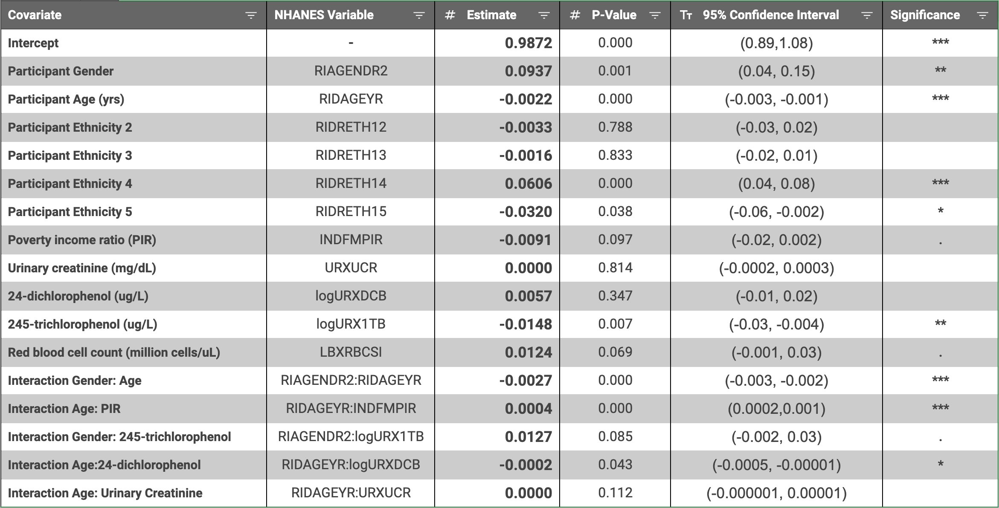 Covariate NHANES Variable # Estimate # P-Value Tт 95% Confidence Interval Significance
Intercept - 0.9872 0.000 (0.89,1.08) ***
Participant Gender RIAGENDR2 0.0937 0.001 (0.04, 0.15) **
Participant Age (yrs) RIDAGEYR -0.0022 0.000 (-0.003, -0.001) ***
Participant Ethnicity 2 RIDRETH12 -0.0033 0.788 (-0.03, 0.02)
Participant Ethnicity 3 RIDRETH13 -0.0016 0.833 (-0.02, 0.01)
Participant Ethnicity 4 RIDRETH14 0.0606 0.000 (0.04, 0.08) ***
Participant Ethnicity 5 RIDRETH15 -0.0320 0.038 (-0.06, -0.002) *
Poverty income ratio (PIR) INDFMPIR -0.0091 0.097 (-0.02, 0.002) .
Urinary creatinine (mg/dL) URXUCR 0.0000 0.814 (-0.0002, 0.0003)
24-dichlorophenol (ug/L) logURXDCB 0.0057 0.347 (-0.01, 0.02)
245-trichlorophenol (ug/L) logURX1TB -0.0148 0.007 (-0.03, -0.004) **
Red blood cell count (million cells/uL) LBXRBCSI 0.0124 0.069 (-0.001, 0.03) .
Interaction Gender: Age RIAGENDR2:RIDAGEYR -0.0027 0.000 (-0.003, -0.002) ***
Interaction Age: PIR RIDAGEYR:INDFMPIR 0.0004 0.000 (0.0002,0.001) ***
Interaction Gender: 245-trichlorophenol RIAGENDR2:logURX1TB 0.0127 0.085 (-0.002, 0.03) .
Interaction Age:24-dichlorophenol RIDAGEYR:logURXDCB -0.0002 0.043 (-0.0005, -0.00001) *
Interaction Age: Urinary Creatinine RIDAGEYR:URXUCR 0.0000 0.112 (-0.000001, 0.00001)